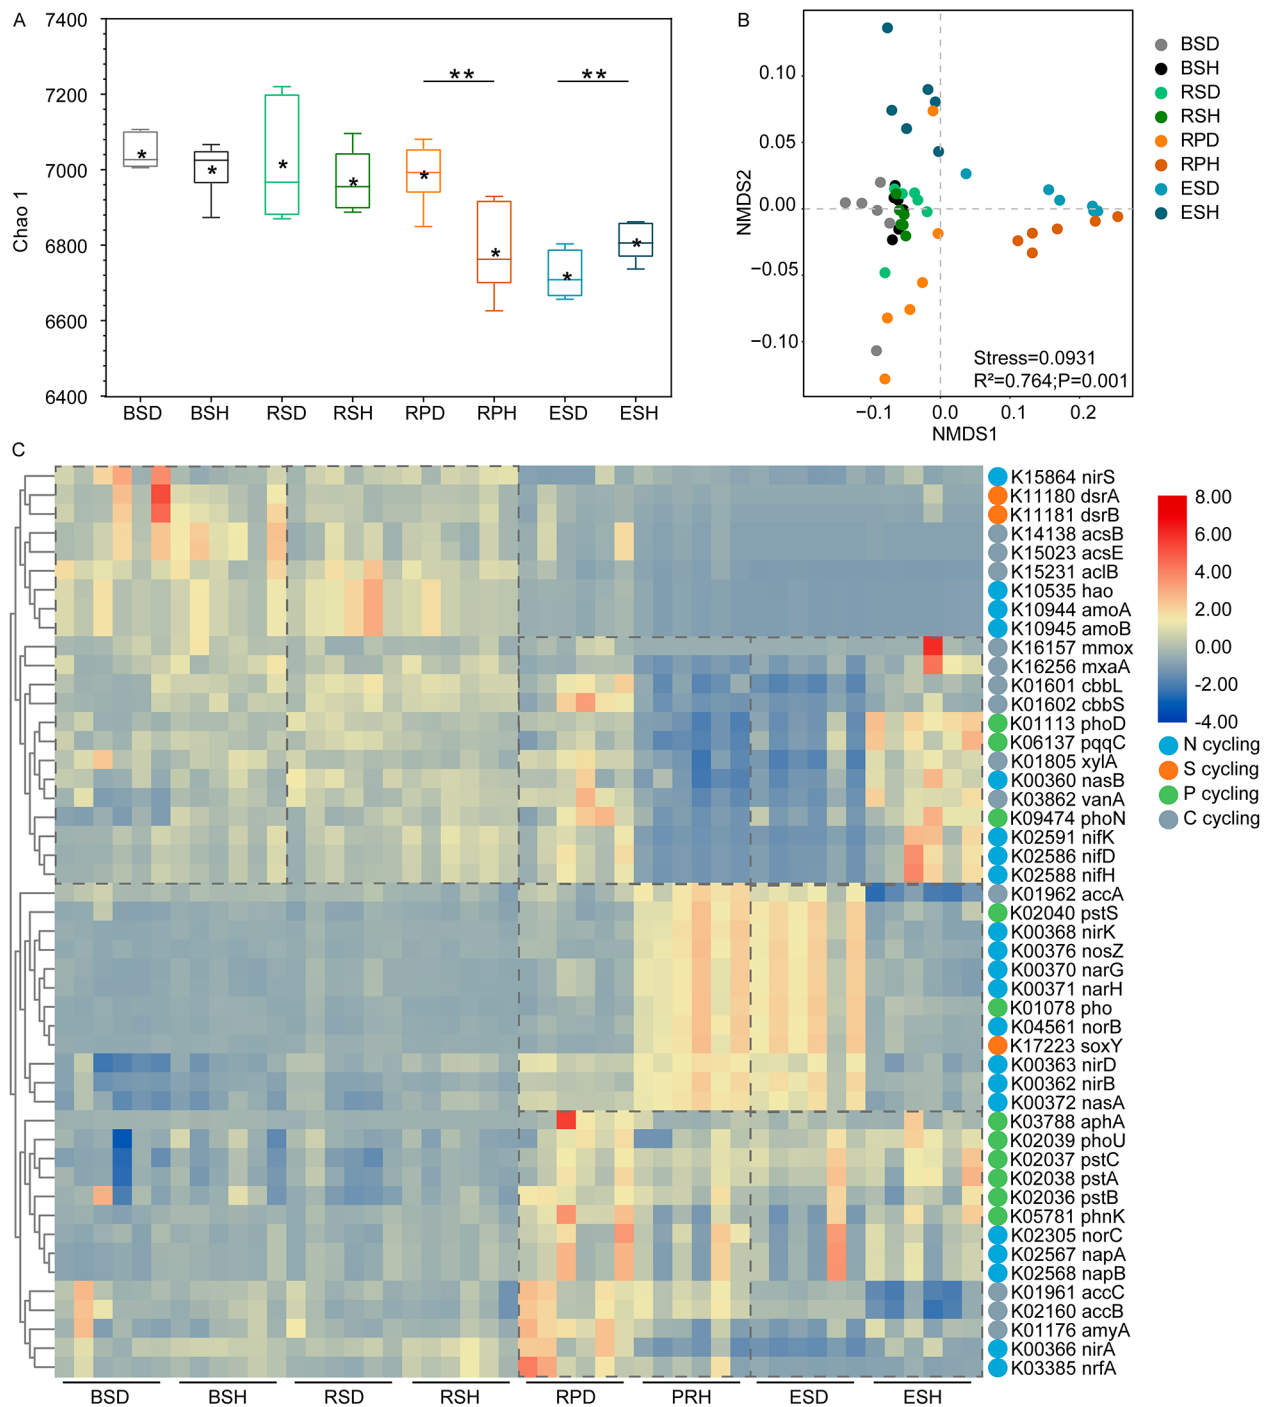 A
7400
7200
7000
6800
6600
6400
Chao 1
* * * * * * * *
** **
BSD BSH RSD RSH RPD RPH ESD ESH
B
0.10
0.05
0.00
−0.05
−0.10
NMDS2
Stress=0.0931
R²=0.764;P=0.001
−0.1 0.0 0.1 0.2
NMDS1
BSD
BSH
RSD
RSH
RPD
RPH
ESD
ESH
C
K15864 nirS
K11180 dsrA
K11181 dsrB
K14138 acsB
K15023 acsE
K15231 aclB
K10535 hao
K10944 amoA
K10945 amoB
K16157 mmox
K16256 mxaA
K01601 cbbL
K01602 cbbS
K01113 phoD
K06137 pqqC
K01805 xylA
K00360 nasB
K03862 vanA
K09474 phoN
K02591 nifK
K02586 nifD
K02588 nifH
K01962 accA
K02040 pstS
K00368 nirK
K00376 nosZ
K00370 narG
K00371 narH
K01078 pho
K04561 norB
K17223 soxY
K00363 nirD
K00362 nirB
K00372 nasA
K03788 aphA
K02039 phoU
K02037 pstC
K02038 pstA
K02036 pstB
K05781 phnK
K02305 norC
K02567 napA
K02568 napB
K01961 accC
K02160 accB
K01176 amyA
K00366 nirA
K03385 nrfA
BSD BSH RSD RSH RPD PRH ESD ESH
8.00
6.00
4.00
2.00
0.00
-2.00
-4.00
N cycling
S cycling
P cycling
C cycling